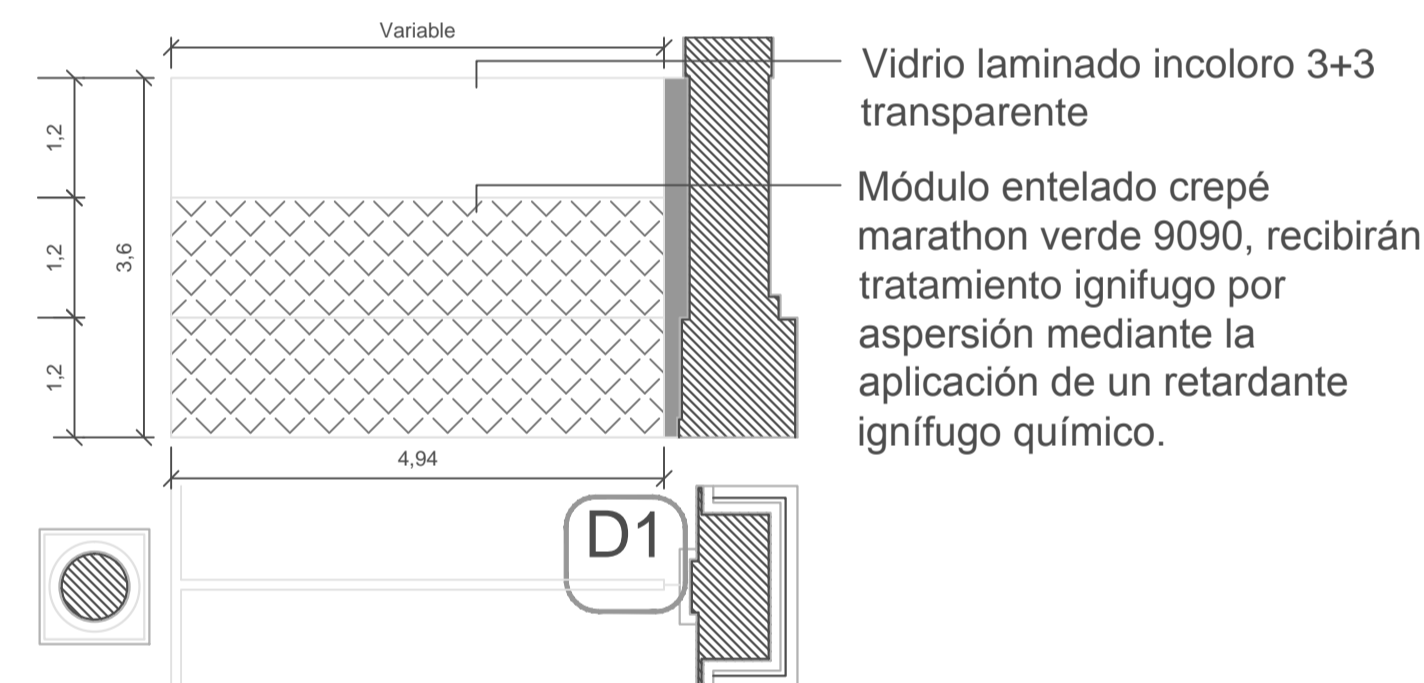 Variable
Vidrio laminado incoloro 3+3
transparente
1,2
1,2
3,6
1,2
Módulo entelado crepé
marathon verde 9090, recibirán
tratamiento ignifugo por
aspersión mediante la
aplicación de un retardante
ignífugo químico.
4,94
D1